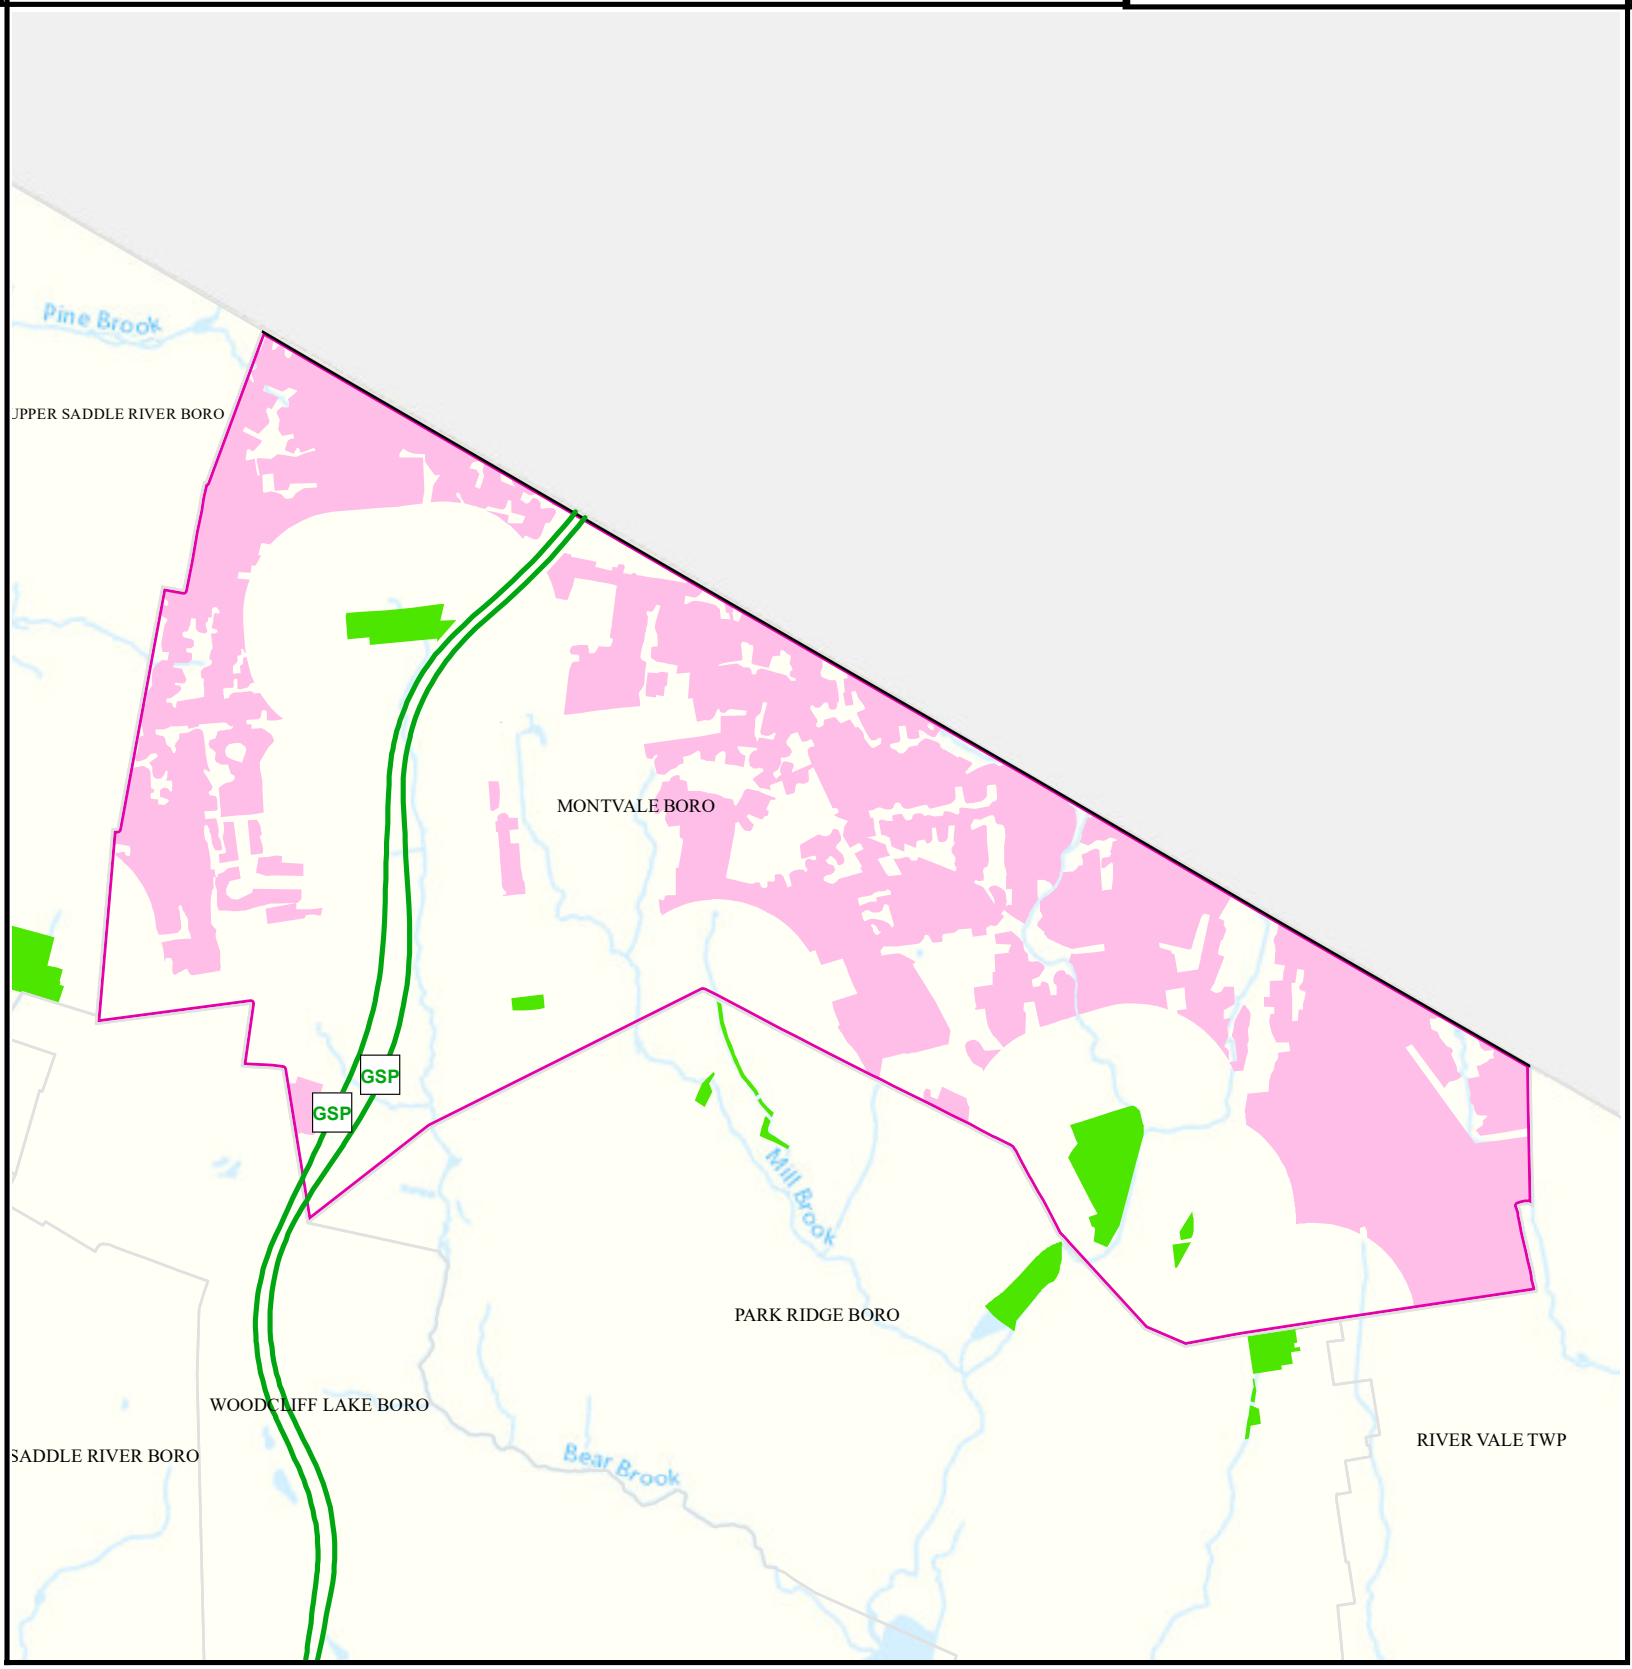 Pine Brook
UPPER SADDLE RIVER BORO
MONTVALE BORO
GSP
GSP
Mill Brook
PARK RIDGE BORO
WOODCLIFF LAKE BORO
RIVER VALE TWP
SADDLE RIVER BORO
Bear Brook